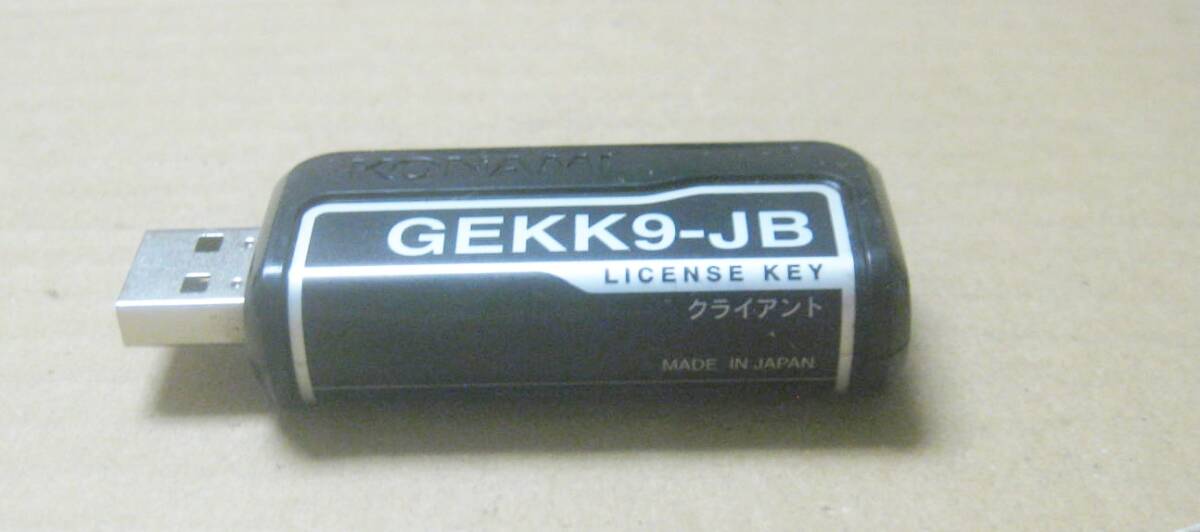 KONAMI
GEKK9-JB
LICENSE KEY
クライアント
MADE IN JAPAN